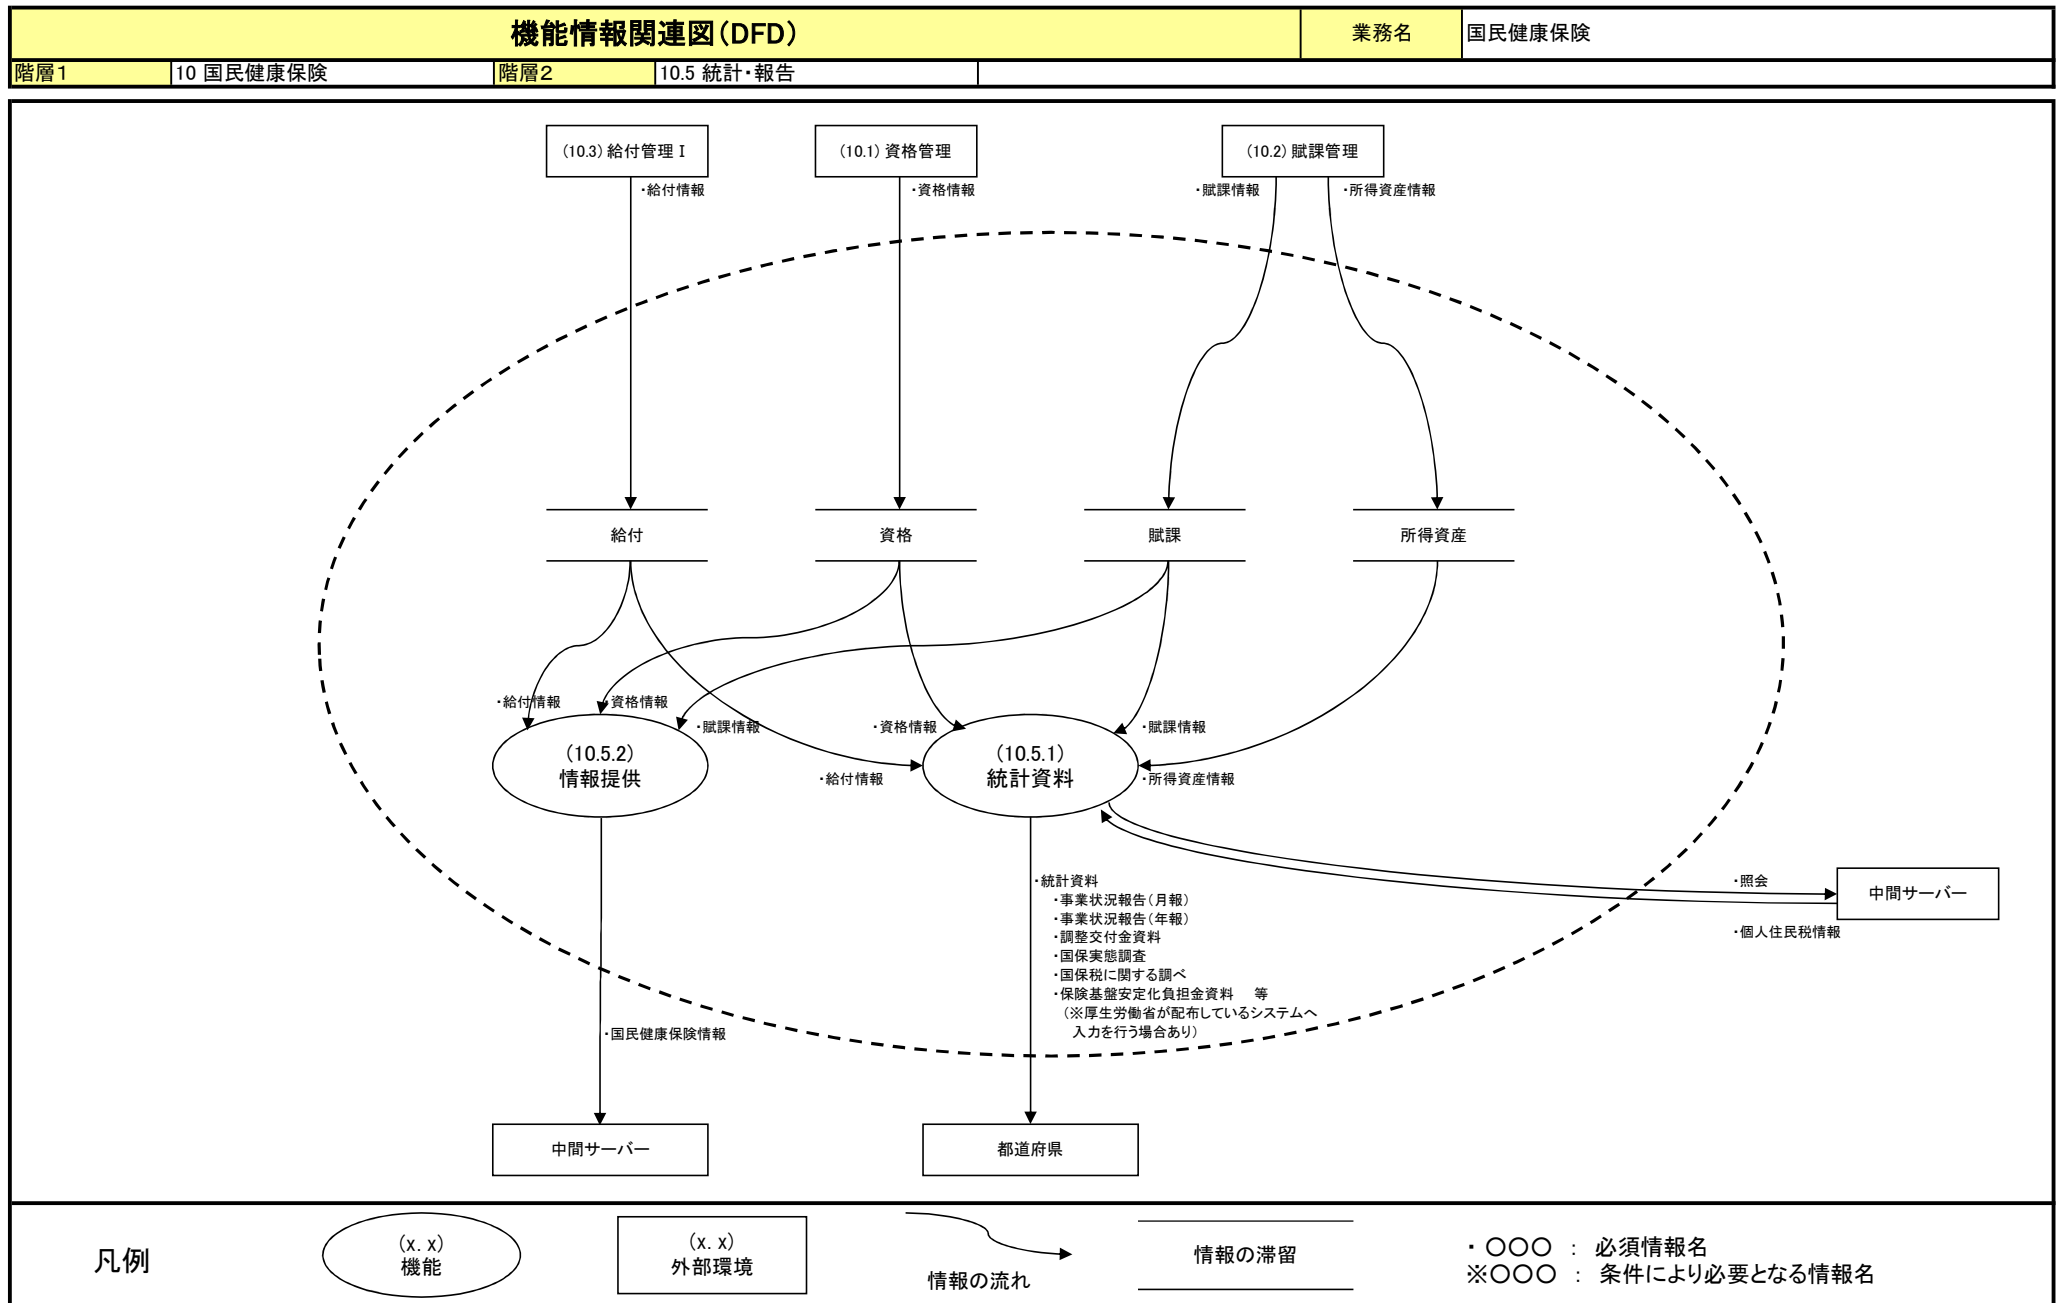 機能情報関連図(DFD)
業務名
国民健康保険
階層1
10 国民健康保険
階層2
10.5 統計・報告
(10.3)給付管理Ⅰ
(10.1)資格管理
(10.2)賦課管理
・給付情報
・資格情報
・賦課情報
・所得資産情報
給付
資格
賦課
所得資産
・給付情報
・資格情報
・賦課情報
・資格情報
・賦課情報
・給付情報
・所得資産情報
(10.5.2)
情報提供
(10.5.1)
統計資料
・統計資料
・事業状況報告(月報)
・事業状況報告(年報)
・調整交付金資料
・国保実態調査
・国保税に関する調べ
・保険基盤安定化負担金資料 等
(※厚生労働省が配布しているシステムへ
入力を行う場合あり)
・照会
中間サーバー
・個人住民税情報
・国民健康保険情報
中間サーバー
都道府県
凡例
(x.x)
機能
(x.x)
外部環境
情報の流れ
情報の滞留
・ 〇〇〇 : 必須情報名
※〇〇〇 : 条件により必要となる情報名